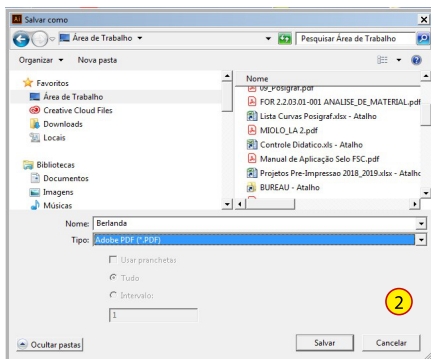 Salvar como
Área de Trabalho
Pesquisar Área de Trabalho
Organizar
Nova pasta
Favoritos
Área de Trabalho
Creative Cloud Files
Downloads
Locais
Bibliotecas
Documentos
Imagens
Músicas
Nome
09_Posigraf.pdf
FOR 2.2.03.01-001 ANALISE_DE_MATERIAL.pdf
Lista Curvas Posigraf.xlsx - Atalho
MIOLO_LA 2.pdf
Controle Didatico.xls - Atalho
Manual de Aplicação Selo FSC.pdf
Projetos Pre-Impressao 2018_2019.xlsx - Atalho
BUREAU - Atalho
Nome: Berlanda
Tipo: Adobe PDF (*.PDF)
Usar pranchetas
Tudo
Intervalo:
1
2
Ocultar pastas
Salvar
Cancelar